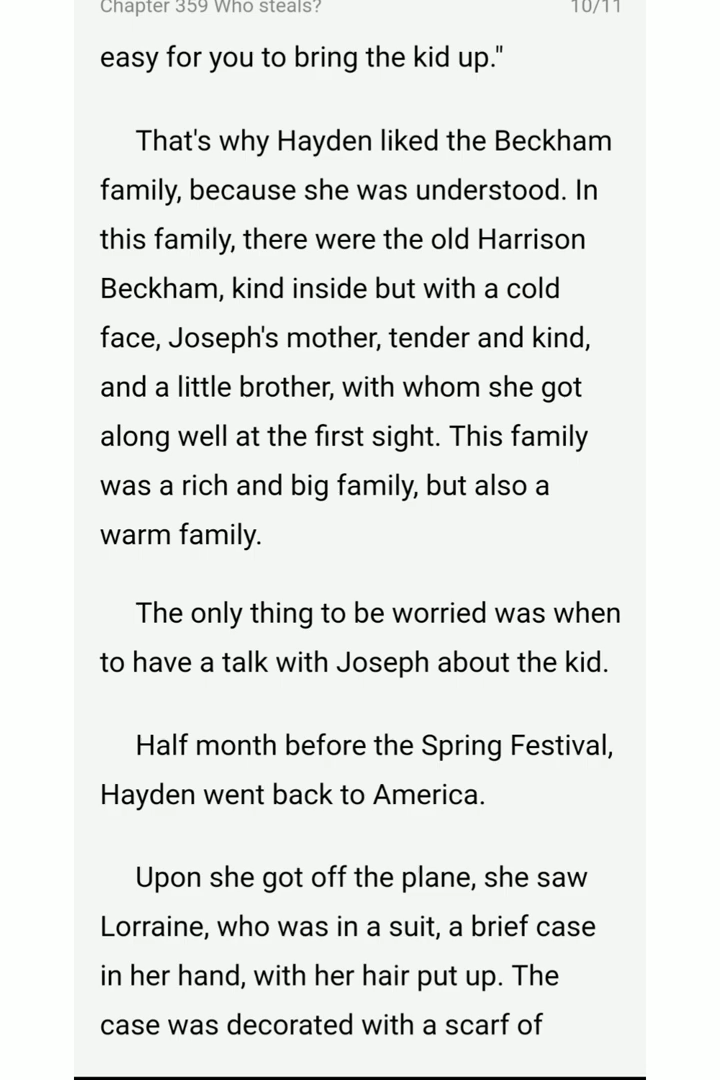 Chapter 359 Who steals?
10/11
easy for you to bring the kid up."
That's why Hayden liked the Beckham
family, because she was understood. In
this family, there were the old Harrison
Beckham, kind inside but with a cold
face, Joseph's mother, tender and kind,
and a little brother, with whom she got
along well at the first sight. This family
was a rich and big family, but also a
warm family.
The only thing to be worried was when
to have a talk with Joseph about the kid.
Half month before the Spring Festival,
Hayden went back to America.
Upon she got off the plane, she saw
Lorraine, who was in a suit, a brief case
in her hand, with her hair put up. The
case was decorated with a scarf of